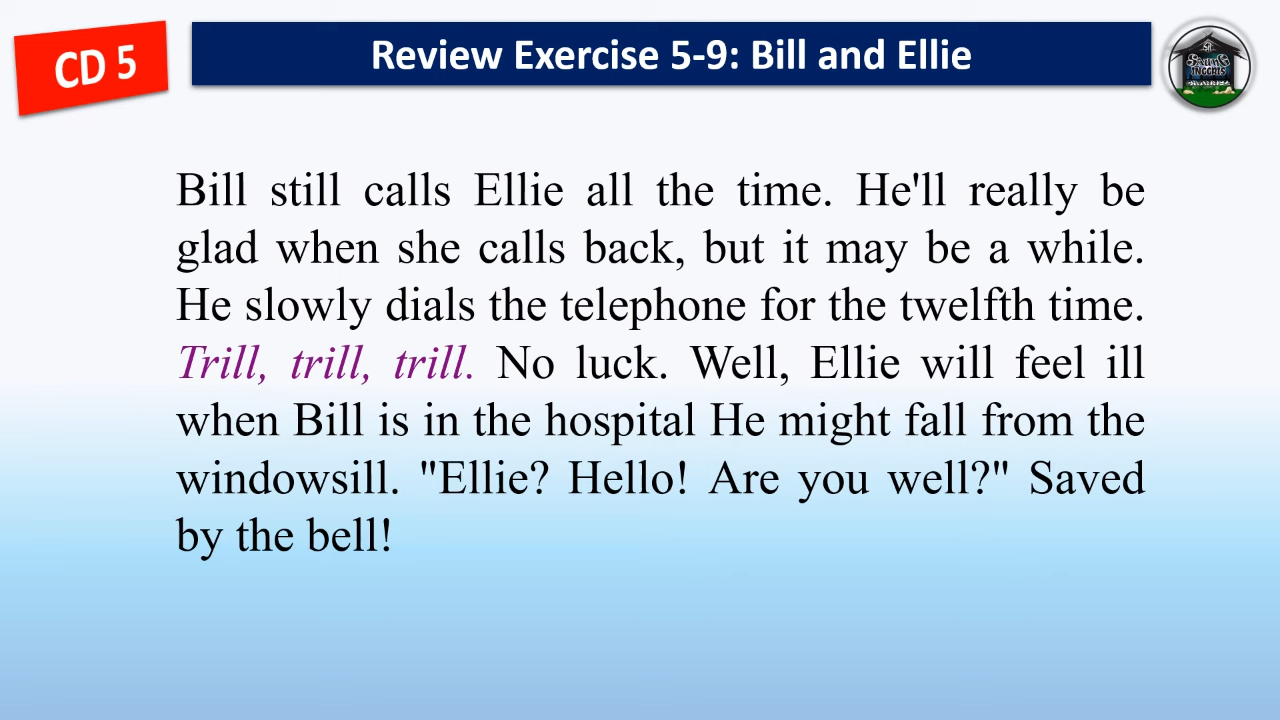 CD 5
Review Exercise 5-9: Bill and Ellie
Bill still calls Ellie all the time. He'll really be
glad when she calls back, but it may be a while.
He slowly dials the telephone for the twelfth time.
Trill, trill, trill. No luck. Well, Ellie will feel ill
when Bill is in the hospital He might fall from the
windowsill. "Ellie? Hello! Are you well?" Saved
by the bell!